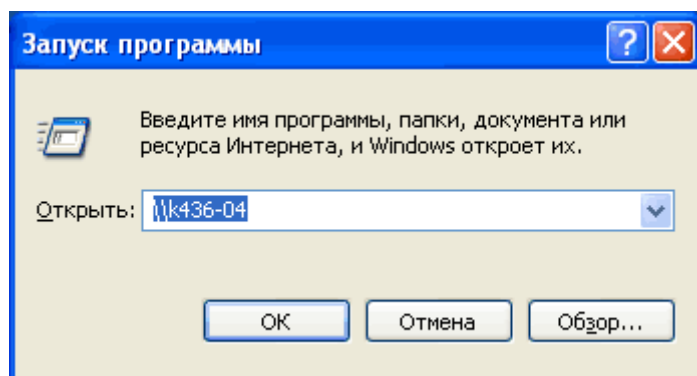 Запуск программы
?
Введите имя программы, папки, документа или
ресурса Интернета, и Windows откроет их.
Открыть: \\k436-04
ОК Отмена Обзор...